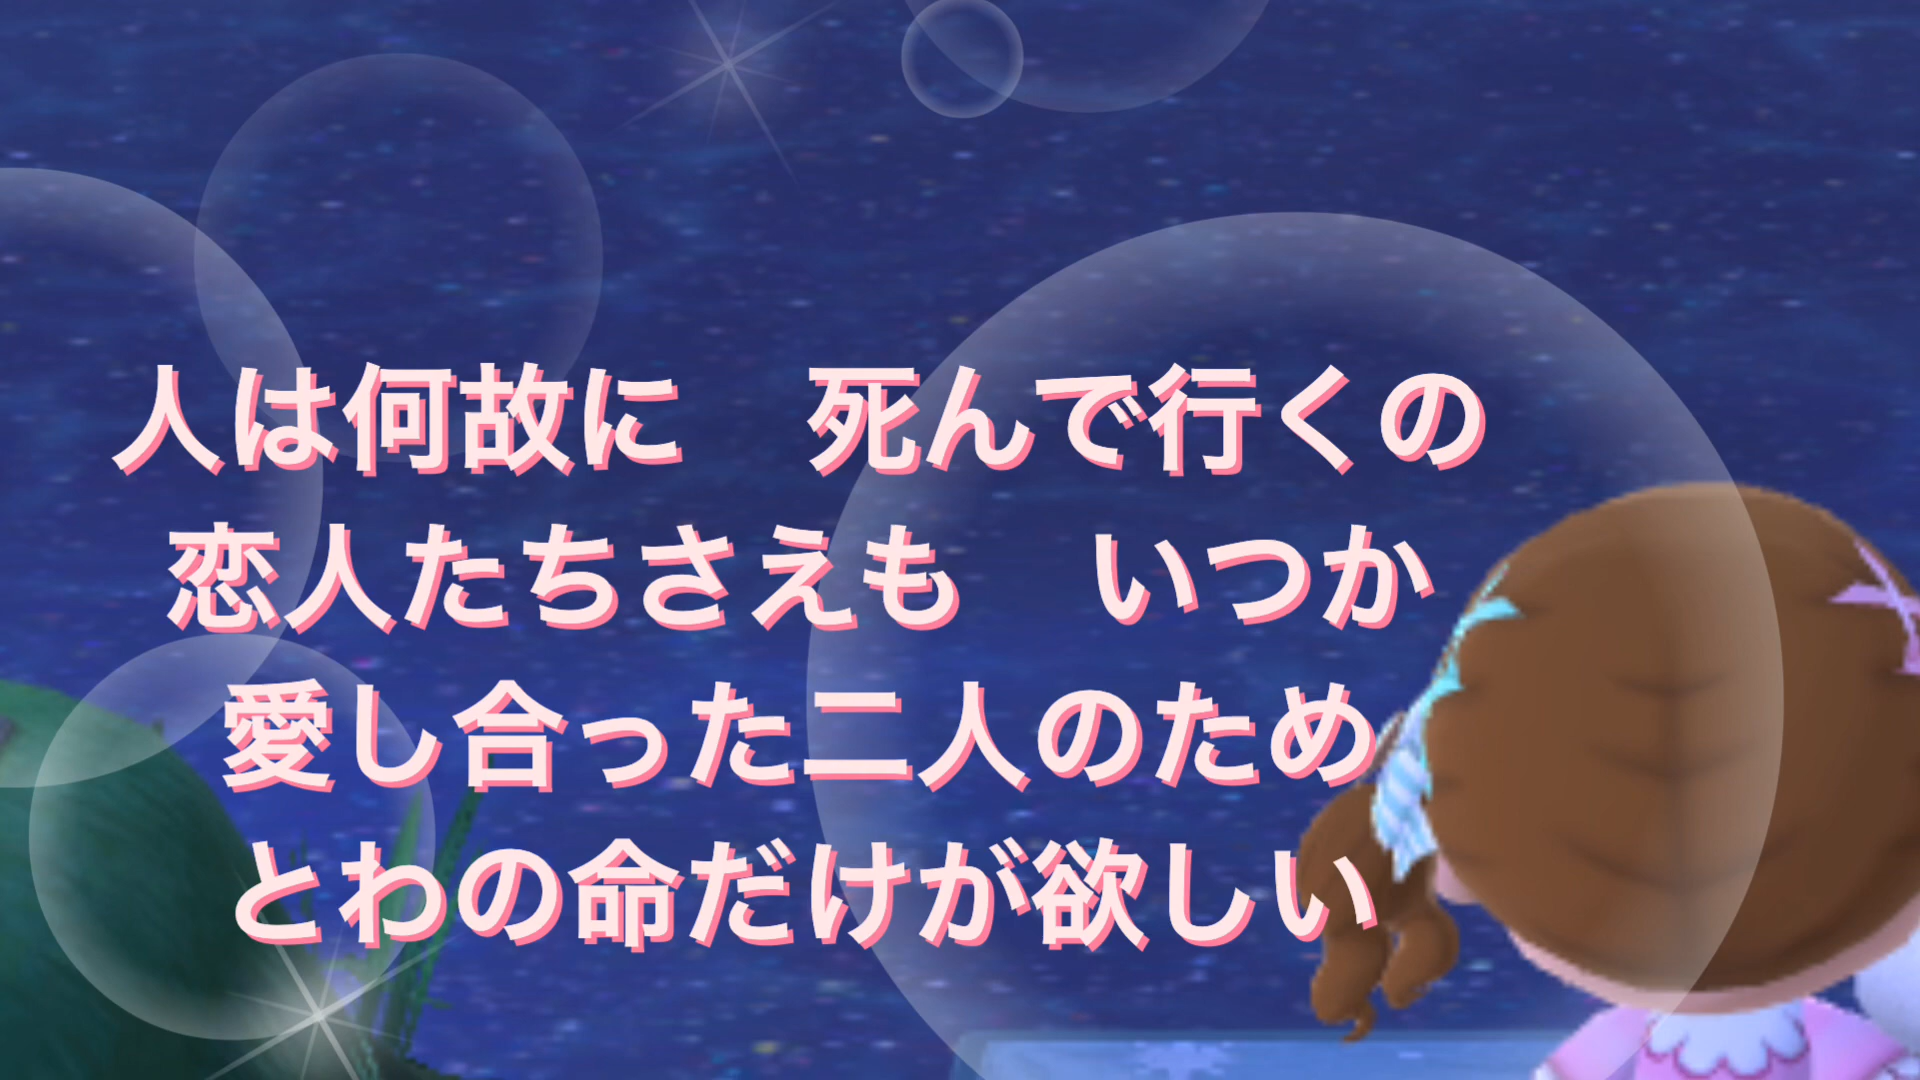 人は何故に　死んで行くの
恋人たちさえも　いつか
愛し合った二人のため
とわの命だけが欲しい